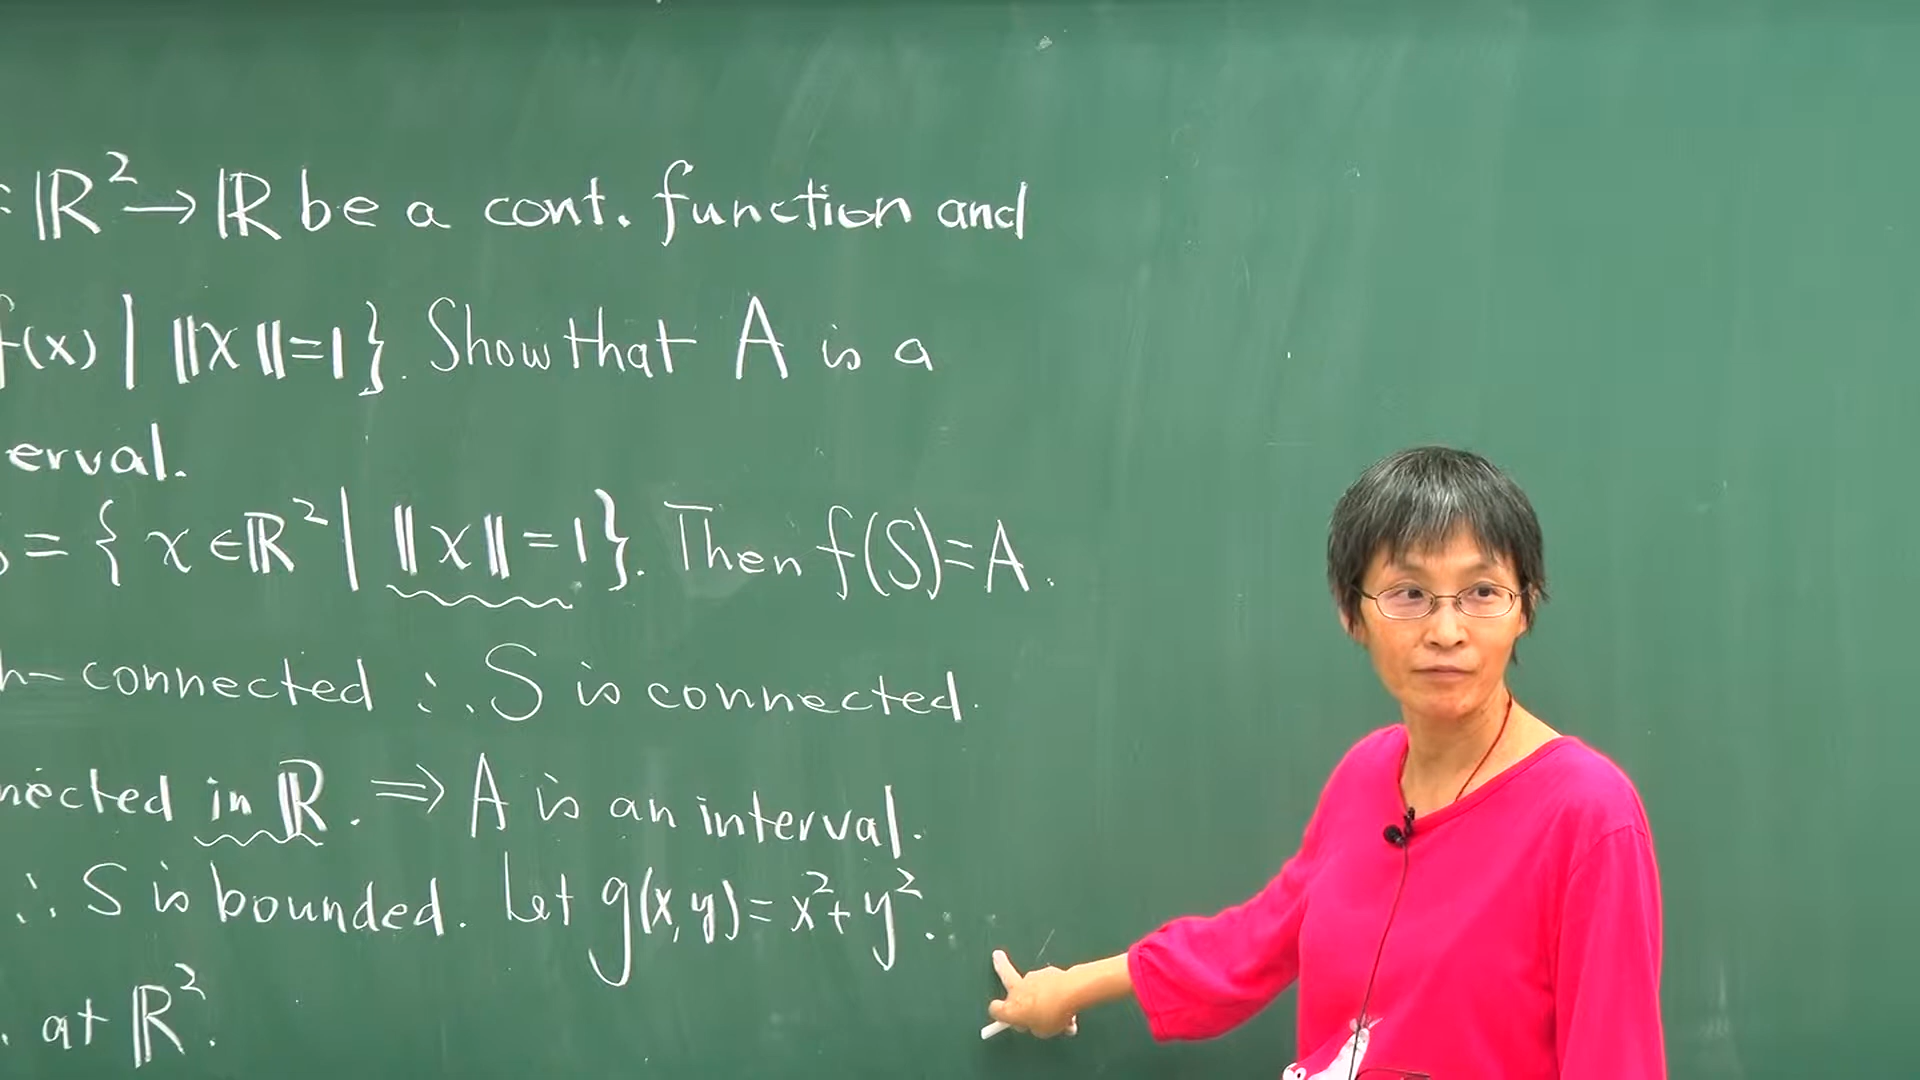 : ℝ² → ℝ be a cont. function and
f(x) | ‖x‖=1}. Show that A is a
erval.
S = { x ∈ ℝ² | ‖x‖=1}. Then f(S)=A.
h-connected ∴ S is connected.
nected in ℝ. ⇒ A is an interval.
∴ S is bounded. Let g(x,y)=x²+y².
. at ℝ².